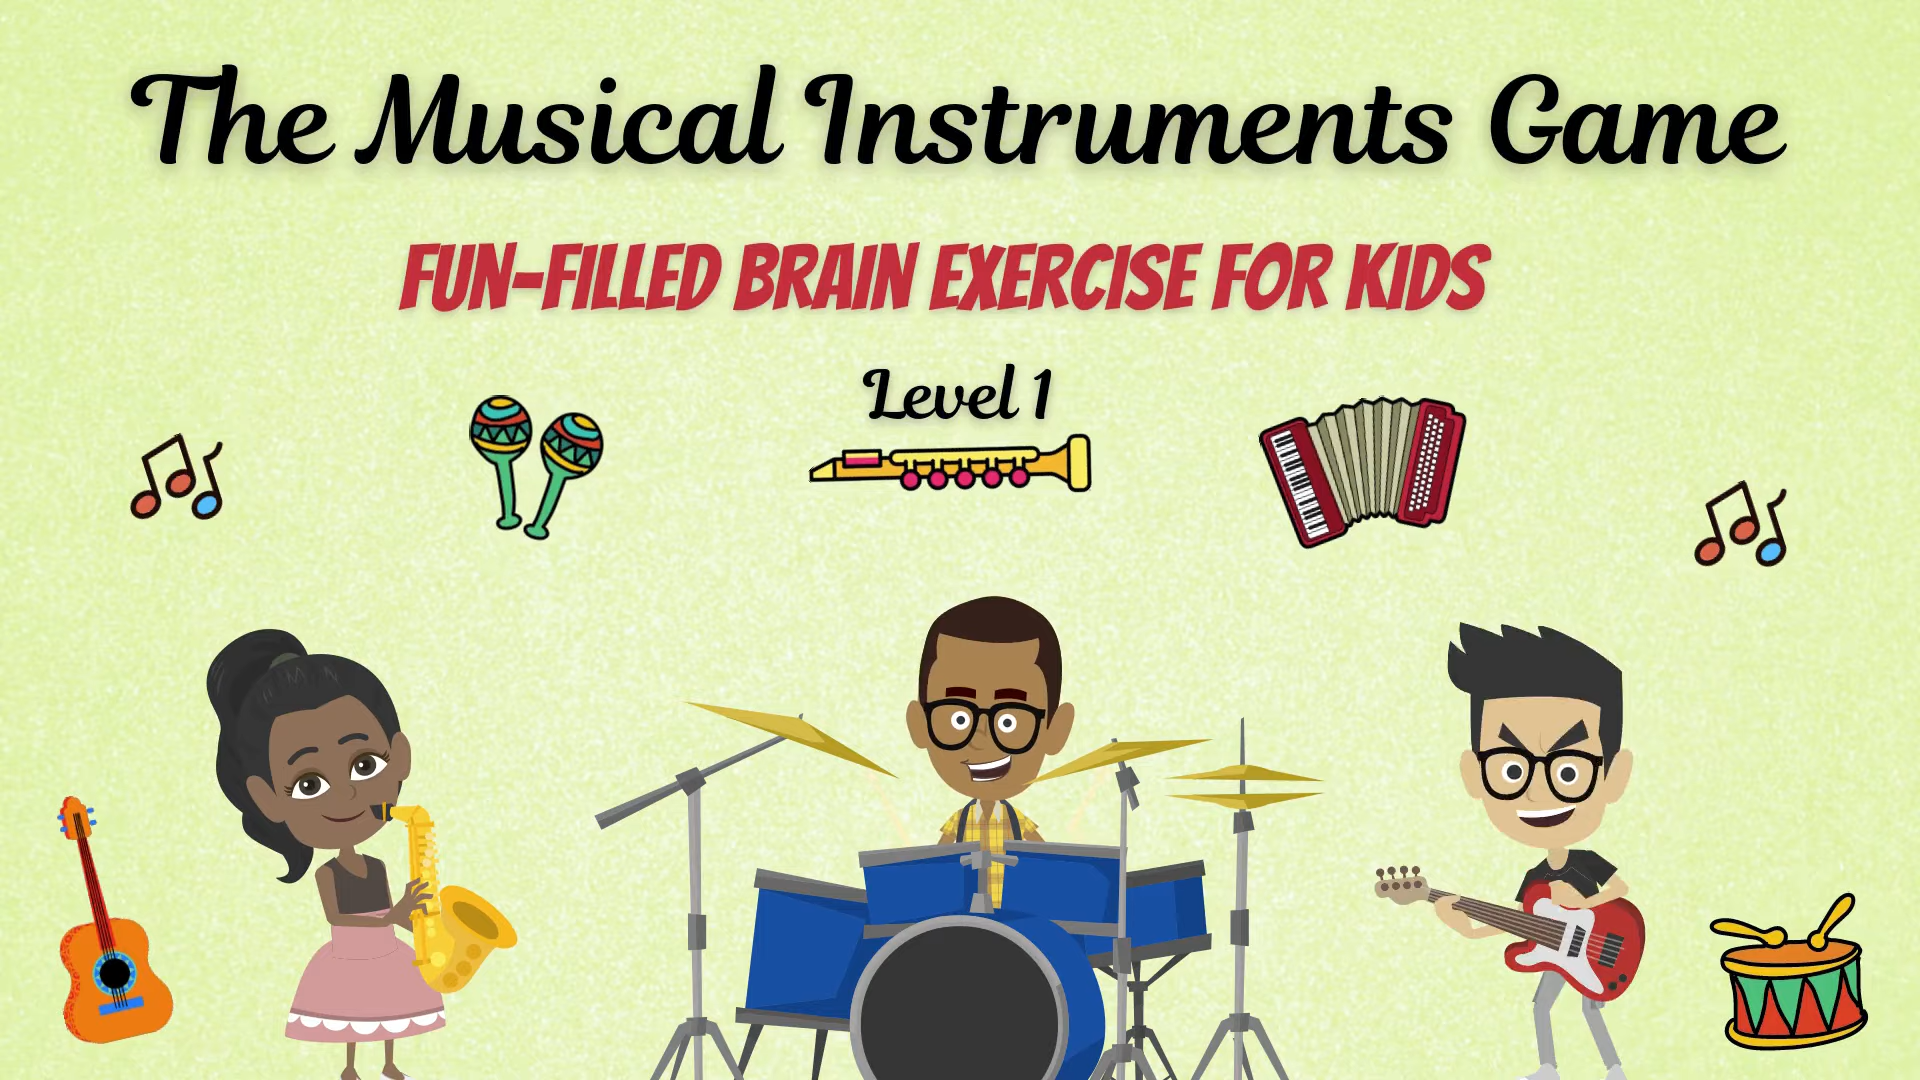 The Musical Instruments Game
FUN-FILLED BRAIN EXERCISE FOR KIDS
Level 1